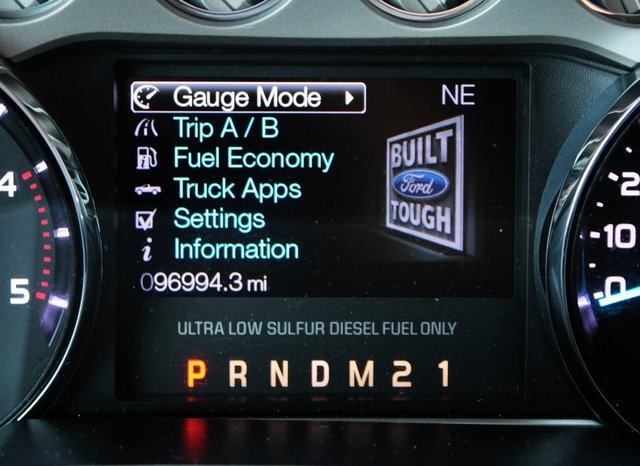 Gauge Mode NE
Trip A / B
Fuel Economy
Truck Apps
Settings
Information
BUILT
Ford
TOUGH
096994.3 mi
ULTRA LOW SULFUR DIESEL FUEL ONLY
P R N D M 2 1
4
5
10
0